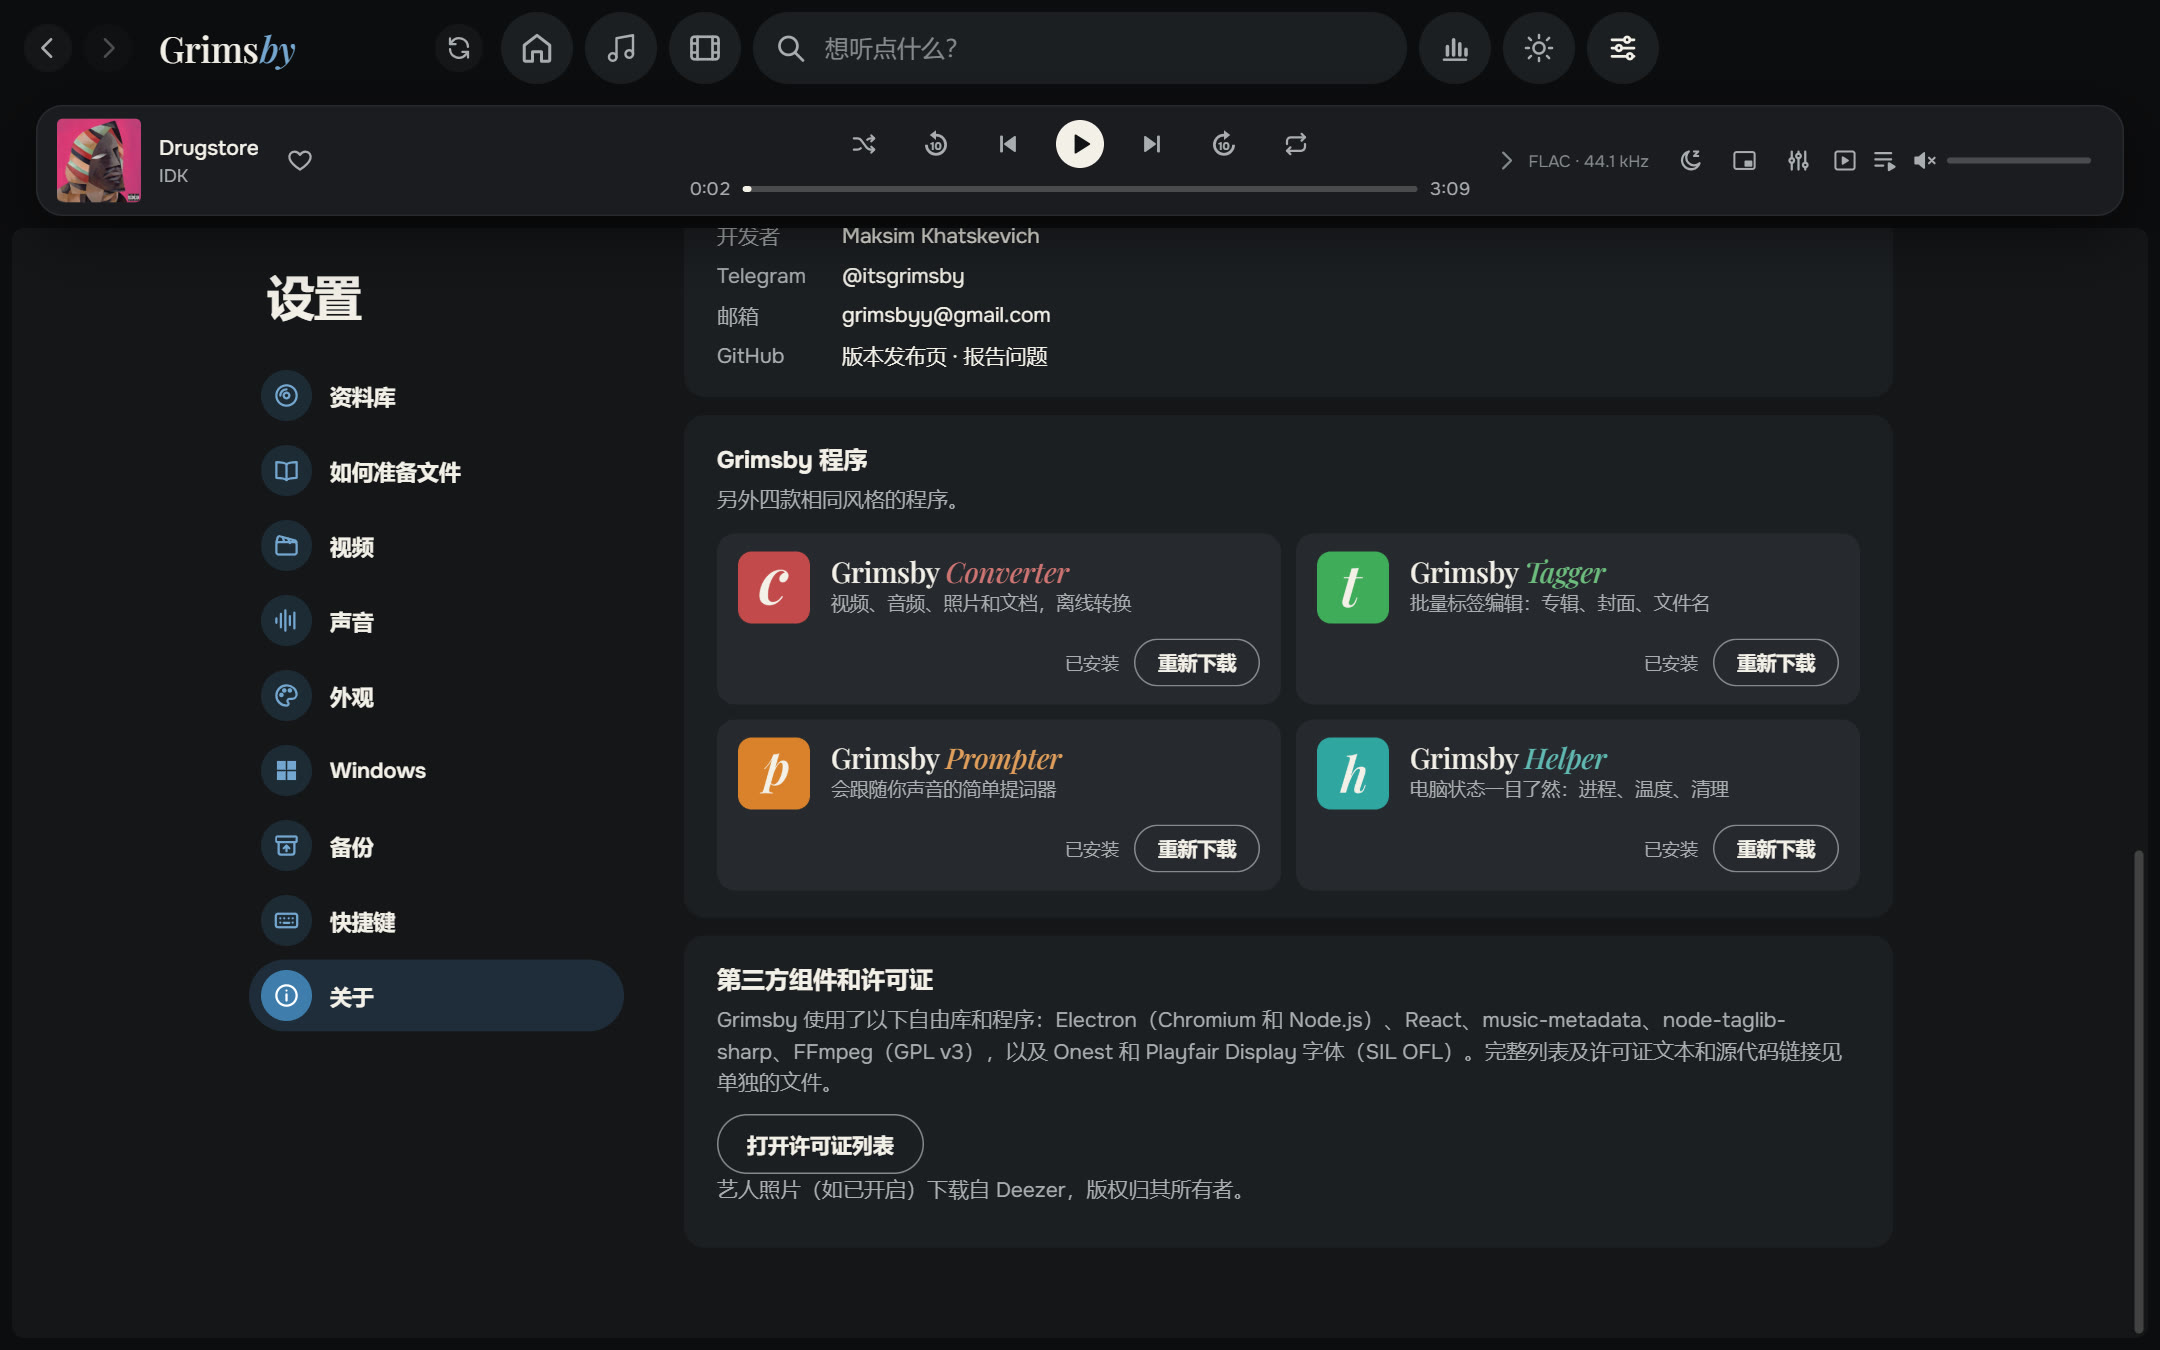 Grimsby
想听点什么？
Drugstore
IDK
10
10
0:02
3:09
FLAC · 44.1 kHz
设置
资料库
如何准备文件
视频
声音
外观
Windows
备份
快捷键
关于
开发者 Maksim Khatskevich
Telegram @itsgrimsby
邮箱 grimsbyy@gmail.com
GitHub 版本发布页 · 报告问题
Grimsby 程序
另外四款相同风格的程序。
c
Grimsby Converter
视频、音频、照片和文档，离线转换
已安装 重新下载
t
Grimsby Tagger
批量标签编辑：专辑、封面、文件名
已安装 重新下载
p
Grimsby Prompter
会跟随你声音的简单提词器
已安装 重新下载
h
Grimsby Helper
电脑状态一目了然：进程、温度、清理
已安装 重新下载
第三方组件和许可证
Grimsby 使用了以下自由库和程序：Electron（Chromium 和 Node.js）、React、music-metadata、node-taglib-
sharp、FFmpeg（GPL v3），以及 Onest 和 Playfair Display 字体（SIL OFL）。完整列表及许可证文本和源代码链接见
单独的文件。
打开许可证列表
艺人照片（如已开启）下载自 Deezer，版权归其所有者。